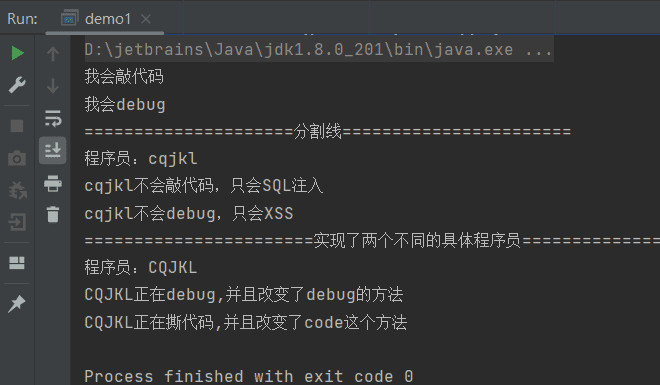 Run: demo1 ×
D:\jetbrains\Java\jdk1.8.0_201\bin\java.exe ...
我会敲代码
我会debug
=====================分割线=======================
程序员：cqjkl
cqjkl不会敲代码，只会SQL注入
cqjkl不会debug，只会XSS
=======================实现了两个不同的具体程序员==============
程序员：CQJKL
CQJKL正在debug,并且改变了debug的方法
CQJKL正在撕代码,并且改变了code这个方法
Process finished with exit code 0